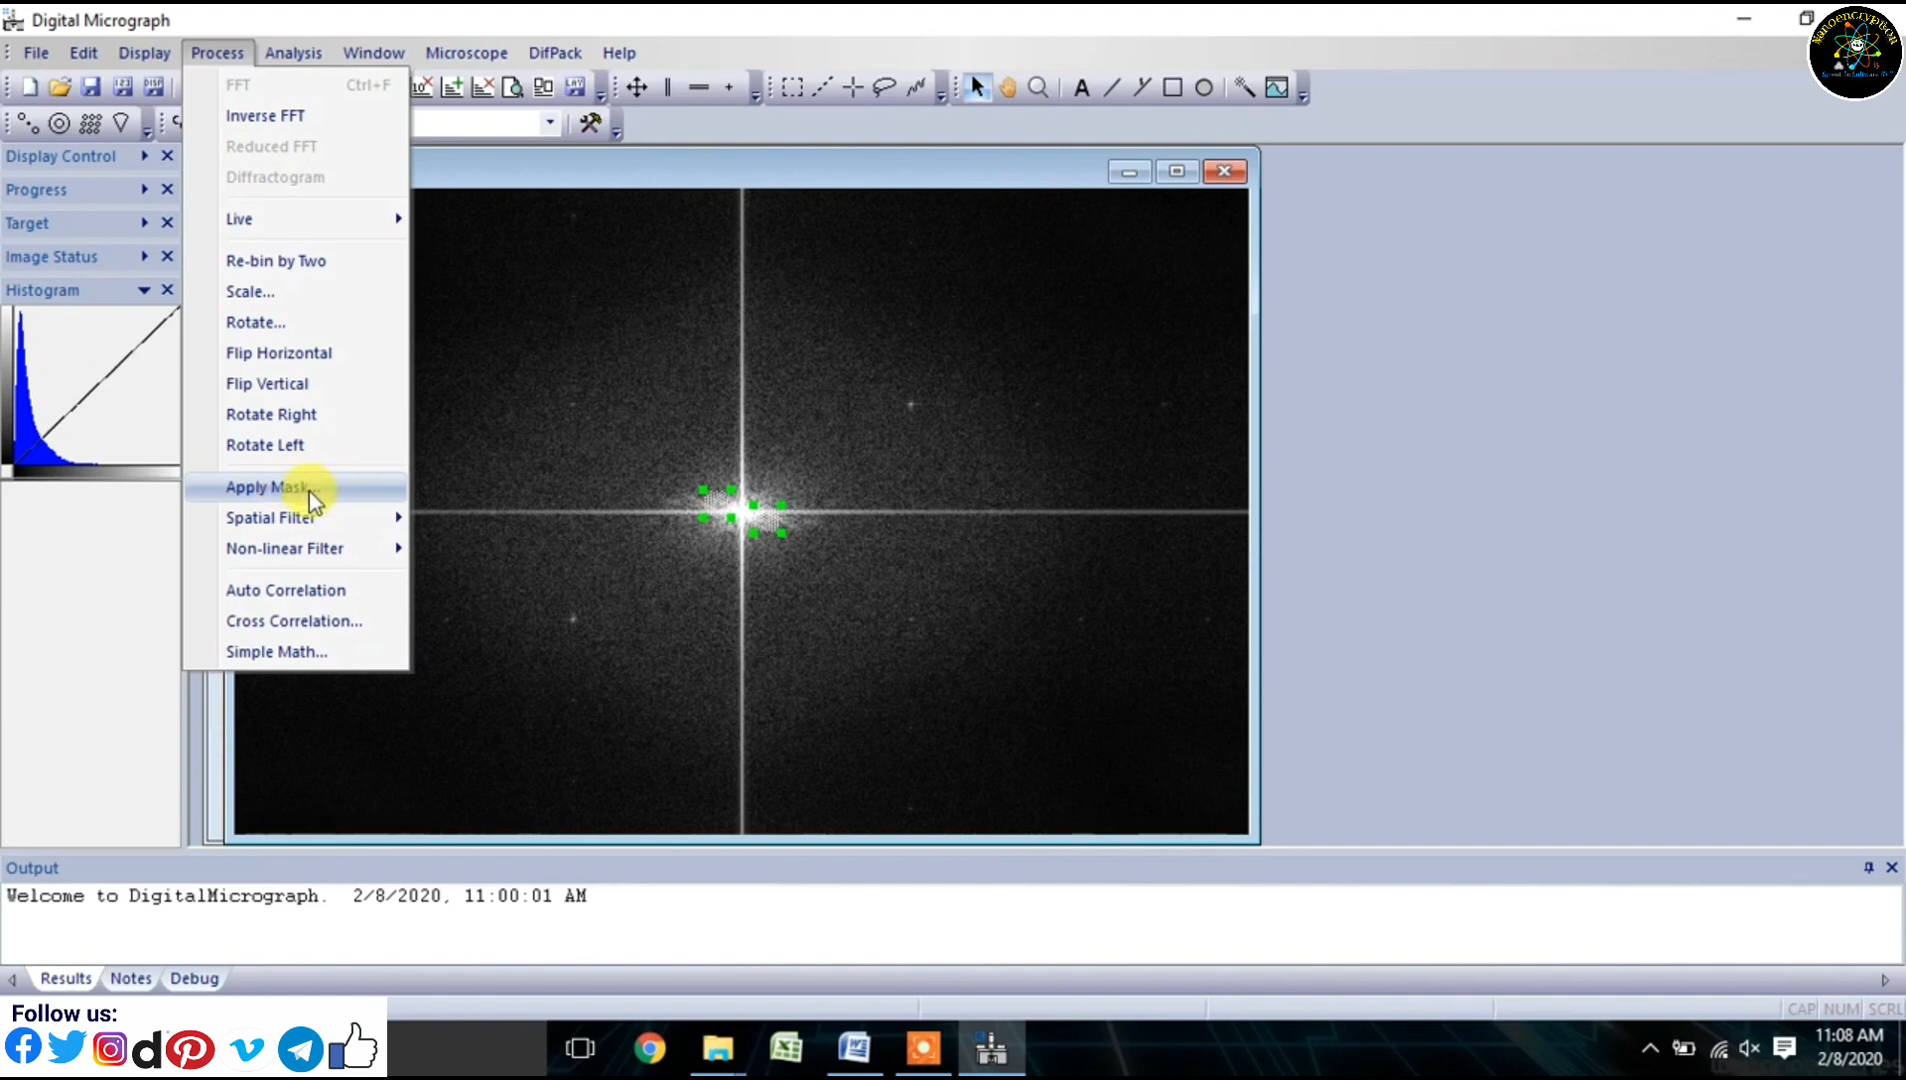 Digital Micrograph
File Edit Display Process Analysis Window Microscope DifPack Help
FFT Ctrl+F
Inverse FFT
Reduced FFT
Diffractogram
Live
Re-bin by Two
Scale...
Rotate...
Flip Horizontal
Flip Vertical
Rotate Right
Rotate Left
Apply Mask...
Spatial Filter
Non-linear Filter
Auto Correlation
Cross Correlation...
Simple Math...
Display Control
Progress
Target
Image Status
Histogram
Nanoencryption
Output
Welcome to DigitalMicrograph. 2/8/2020, 11:00:01 AM
Results Notes Debug
CAP NUM SCRL
Follow us:
11:08 AM
2/8/2020